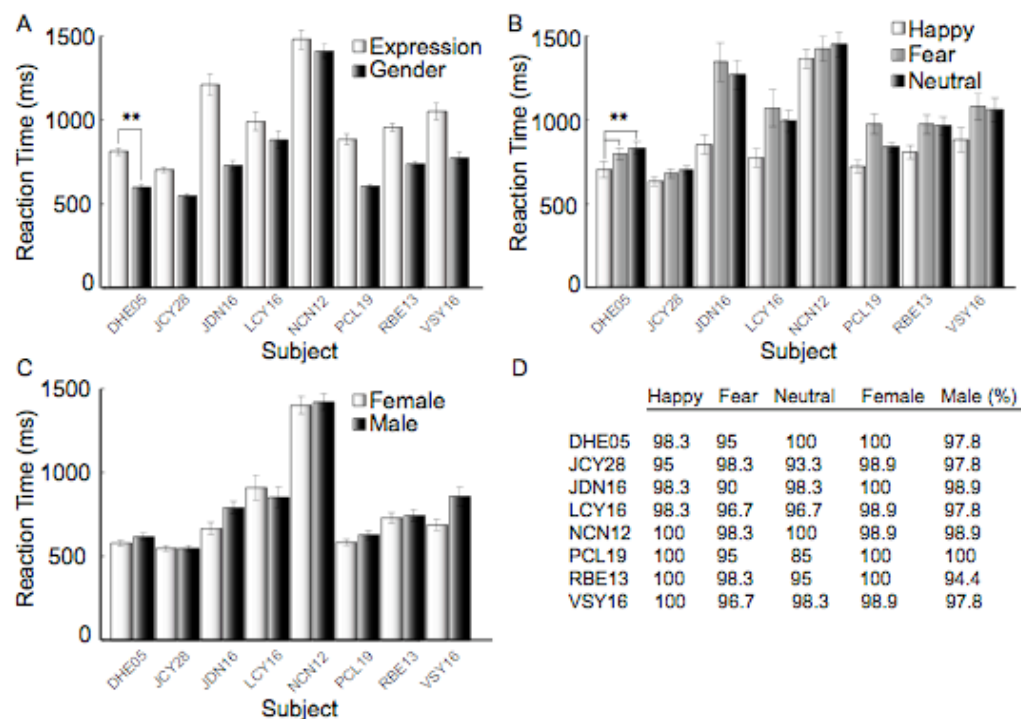 A
Reaction Time (ms)
1500
1000
500
0
Expression
Gender
**
DHE05
JCY28
JDN16
LCY16
NCN12
PCL19
RBE13
VSY16
Subject
B
Reaction Time (ms)
1500
1000
500
0
Happy
Fear
Neutral
**
DHE05
JCY28
JDN16
LCY16
NCN12
PCL19
RBE13
VSY16
Subject
C
Reaction Time (ms)
1500
1000
500
0
Female
Male
DHE05
JCY28
JDN16
LCY16
NCN12
PCL19
RBE13
VSY16
Subject
D
Happy Fear Neutral Female Male (%)
DHE05 98.3 95 100 100 97.8
JCY28 95 98.3 93.3 98.9 97.8
JDN16 98.3 90 98.3 100 98.9
LCY16 98.3 96.7 96.7 98.9 97.8
NCN12 100 98.3 100 98.9 98.9
PCL19 100 95 85 100 100
RBE13 100 98.3 95 100 94.4
VSY16 100 96.7 98.3 98.9 97.8